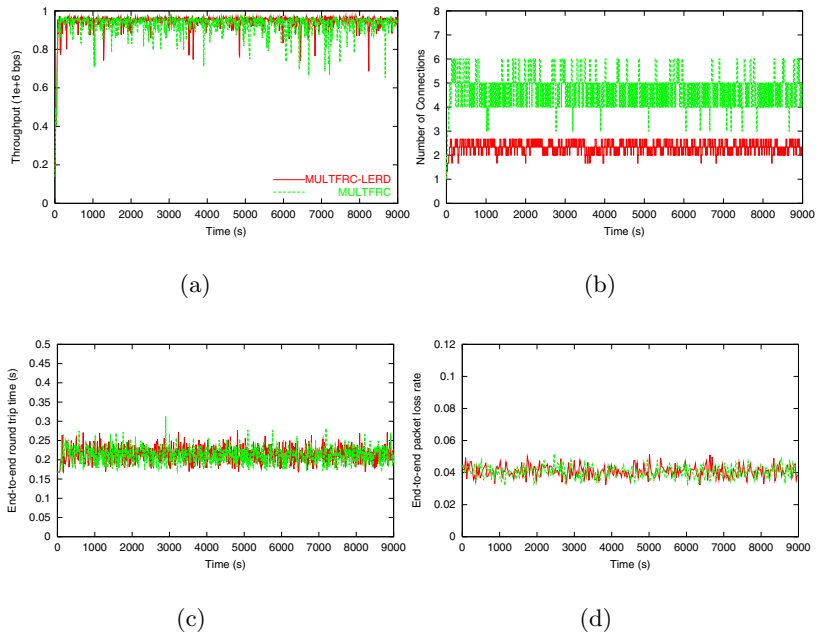 1
0.8
0.6
0.4
0.2
0
Throughput (1e+6 bps)
MULTFRC-LERD
MULTFRC
0 1000 2000 3000 4000 5000 6000 7000 8000 9000
Time (s)
(a)
8
7
6
5
4
3
2
1
0
Number of Connections
0 1000 2000 3000 4000 5000 6000 7000 8000 9000
Time (s)
(b)
0.5
0.45
0.4
0.35
0.3
0.25
0.2
0.15
0.1
0.05
0
End-to-end round trip time (s)
0 1000 2000 3000 4000 5000 6000 7000 8000 9000
Time (s)
(c)
0.12
0.1
0.08
0.06
0.04
0.02
0
End-to-end packet loss rate
0 1000 2000 3000 4000 5000 6000 7000 8000 9000
Time (s)
(d)